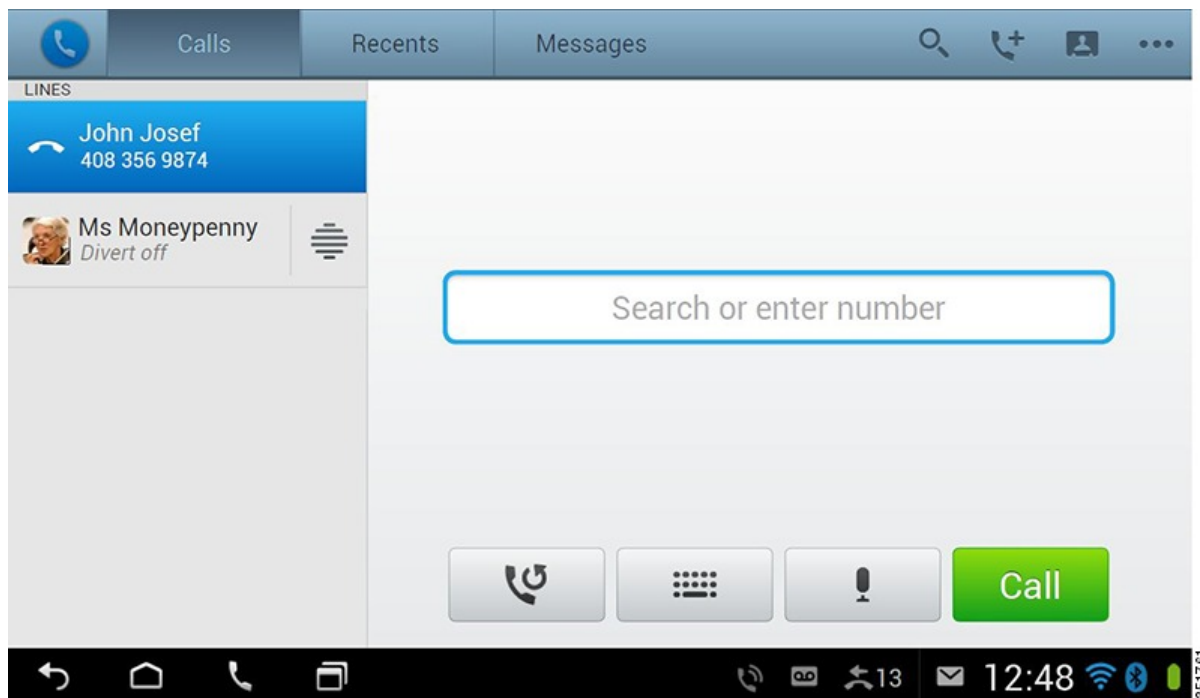 Calls
Recents
Messages
LINES
John Josef
408 356 9874
Ms Moneypenny
Divert off
Search or enter number
Call
13
12:48